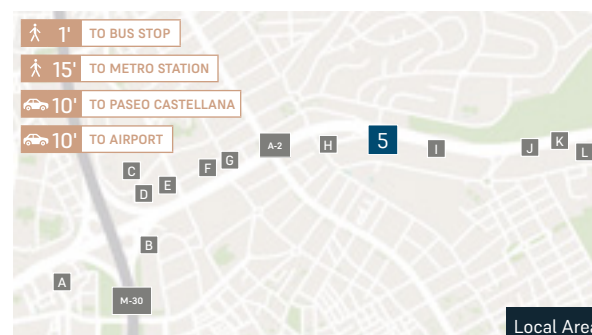 1' TO BUS STOP
15' TO METRO STATION
10' TO PASEO CASTELLANA
10' TO AIRPORT
A-2
H
5
I
J
K
L
C
D
E
F
G
B
A
M-30
Local Area